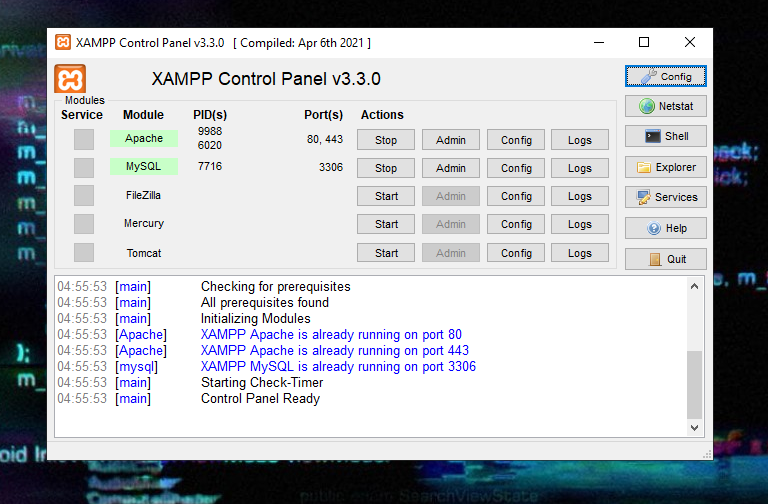 XAMPP Control Panel v3.3.0 [ Compiled: Apr 6th 2021 ]
XAMPP Control Panel v3.3.0
Config
Modules
Service Module PID(s) Port(s) Actions
Netstat
Apache 9988 6020 80, 443 Stop Admin Config Logs
Shell
MySQL 7716 3306 Stop Admin Config Logs
Explorer
FileZilla Start Admin Config Logs
Services
Mercury Start Admin Config Logs
Help
Tomcat Start Admin Config Logs
Quit
04:55:53 [main] Checking for prerequisites
04:55:53 [main] All prerequisites found
04:55:53 [main] Initializing Modules
04:55:53 [Apache] XAMPP Apache is already running on port 80
04:55:53 [Apache] XAMPP Apache is already running on port 443
04:55:53 [mysql] XAMPP MySQL is already running on port 3306
04:55:53 [main] Starting Check-Timer
04:55:53 [main] Control Panel Ready
public enum SearchViewState